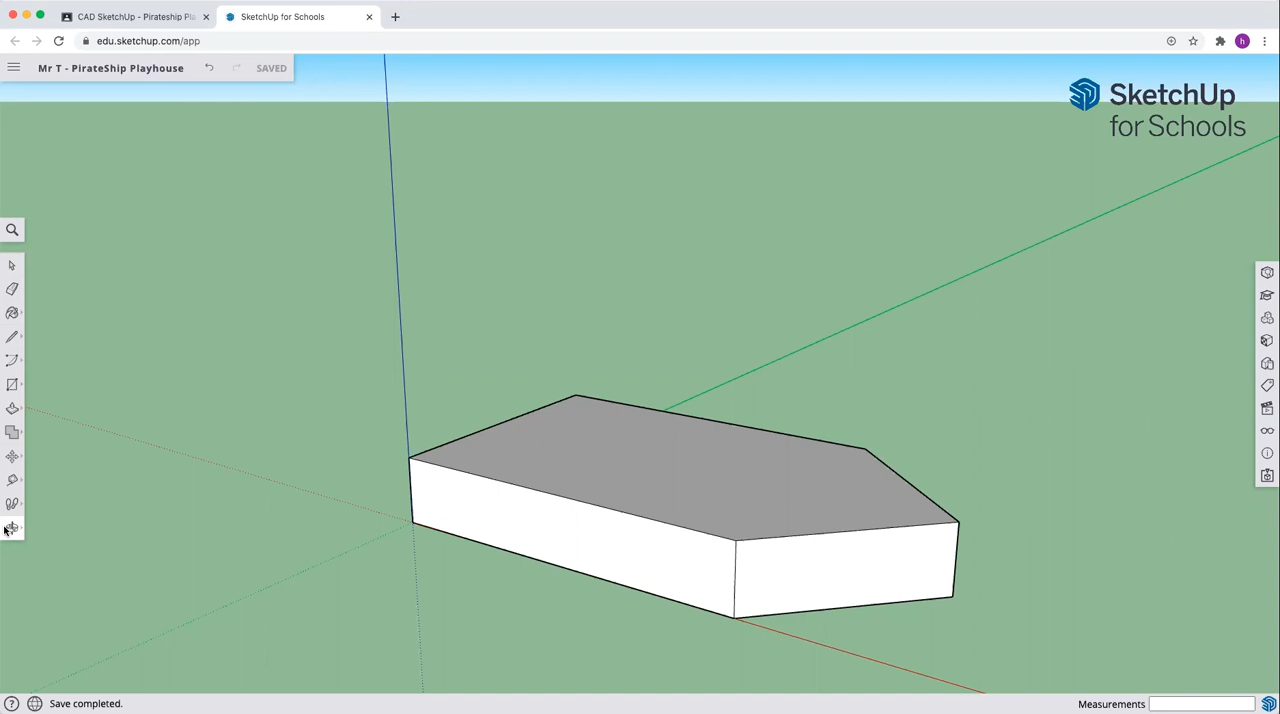 CAD SketchUp - Pirateship Pla
SketchUp for Schools
edu.sketchup.com/app
h
Mr T - PirateShip Playhouse
SAVED
SketchUp
for Schools
?
Save completed.
Measurements